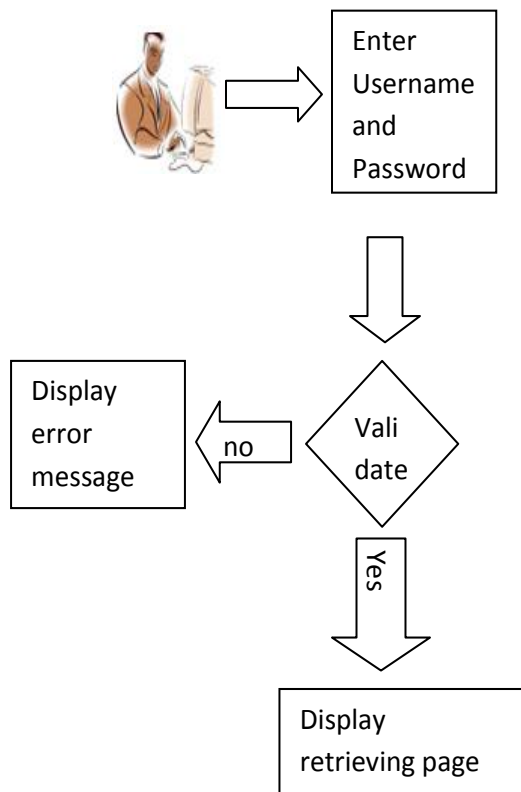 Enter
Username
and
Password
Display
error
message
no
Vali
date
Yes
Display
retrieving page